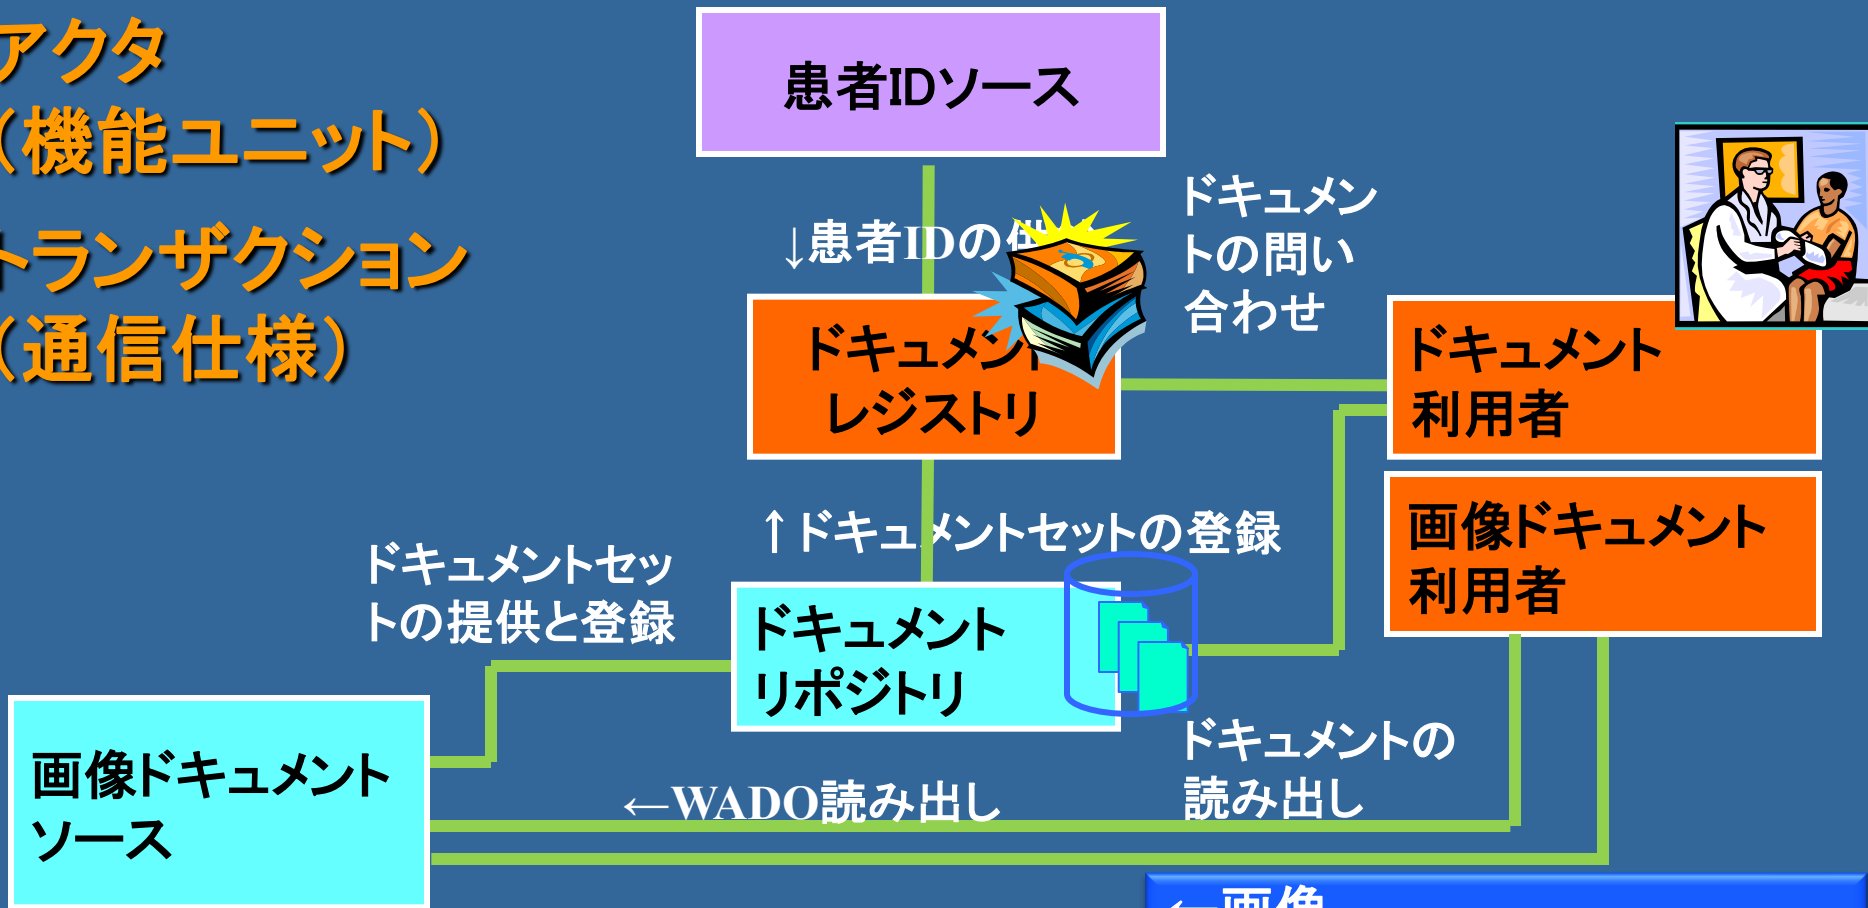 アクタ
（機能ユニット）
トランザクション
（通信仕様）
患者IDソース
↓患者IDの
ドキュメン
トの問い
合わせ
ドキュメント
レジストリ
ドキュメント
利用者
画像ドキュメント
利用者
↑ドキュメントセットの登録
ドキュメントセッ
トの提供と登録
ドキュメント
リポジトリ
画像ドキュメント
ソース
←WADO読み出し
ドキュメントの
読み出し
←画像